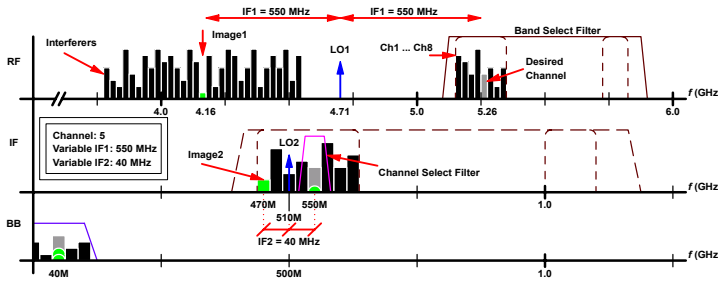 IF1 = 550 MHz IF1 = 550 MHz
Image1
Band Select Filter
Interferers
LO1
Ch1 ... Ch8
Desired
Channel
RF
f (GHz
4.0 4.16 4.71 5.0 5.26 6.0
Channel: 5
Variable IF1: 550 MHz
Variable IF2: 40 MHz
IF
LO2
Image2
Channel Select Filter
f (GHz
470M 550M 1.0
510M
IF2 = 40 MHz
BB
f (GHz
40M 500M 1.0